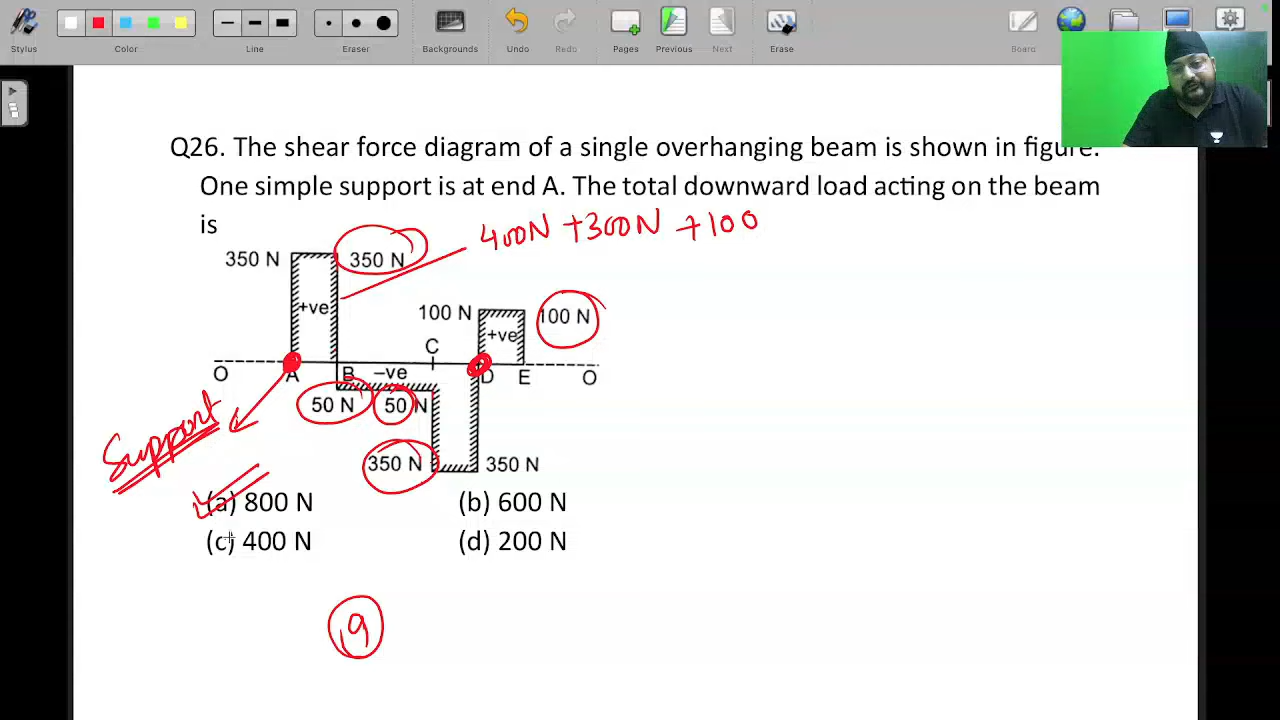 Stylus
Color
Line
Eraser
Backgrounds
Undo
Redo
Pages
Previous
Next
Erase
Board
Q26. The shear force diagram of a single overhanging beam is shown in figure.
One simple support is at end A. The total downward load acting on the beam
is
400N +300N +100
350 N
350 N
+ve
100 N
100 N
+ve
C
O
A
B
–ve
D
E
O
50 N
50 N
Support
350 N
350 N
(a) 800 N
(b) 600 N
(c) 400 N
(d) 200 N
19